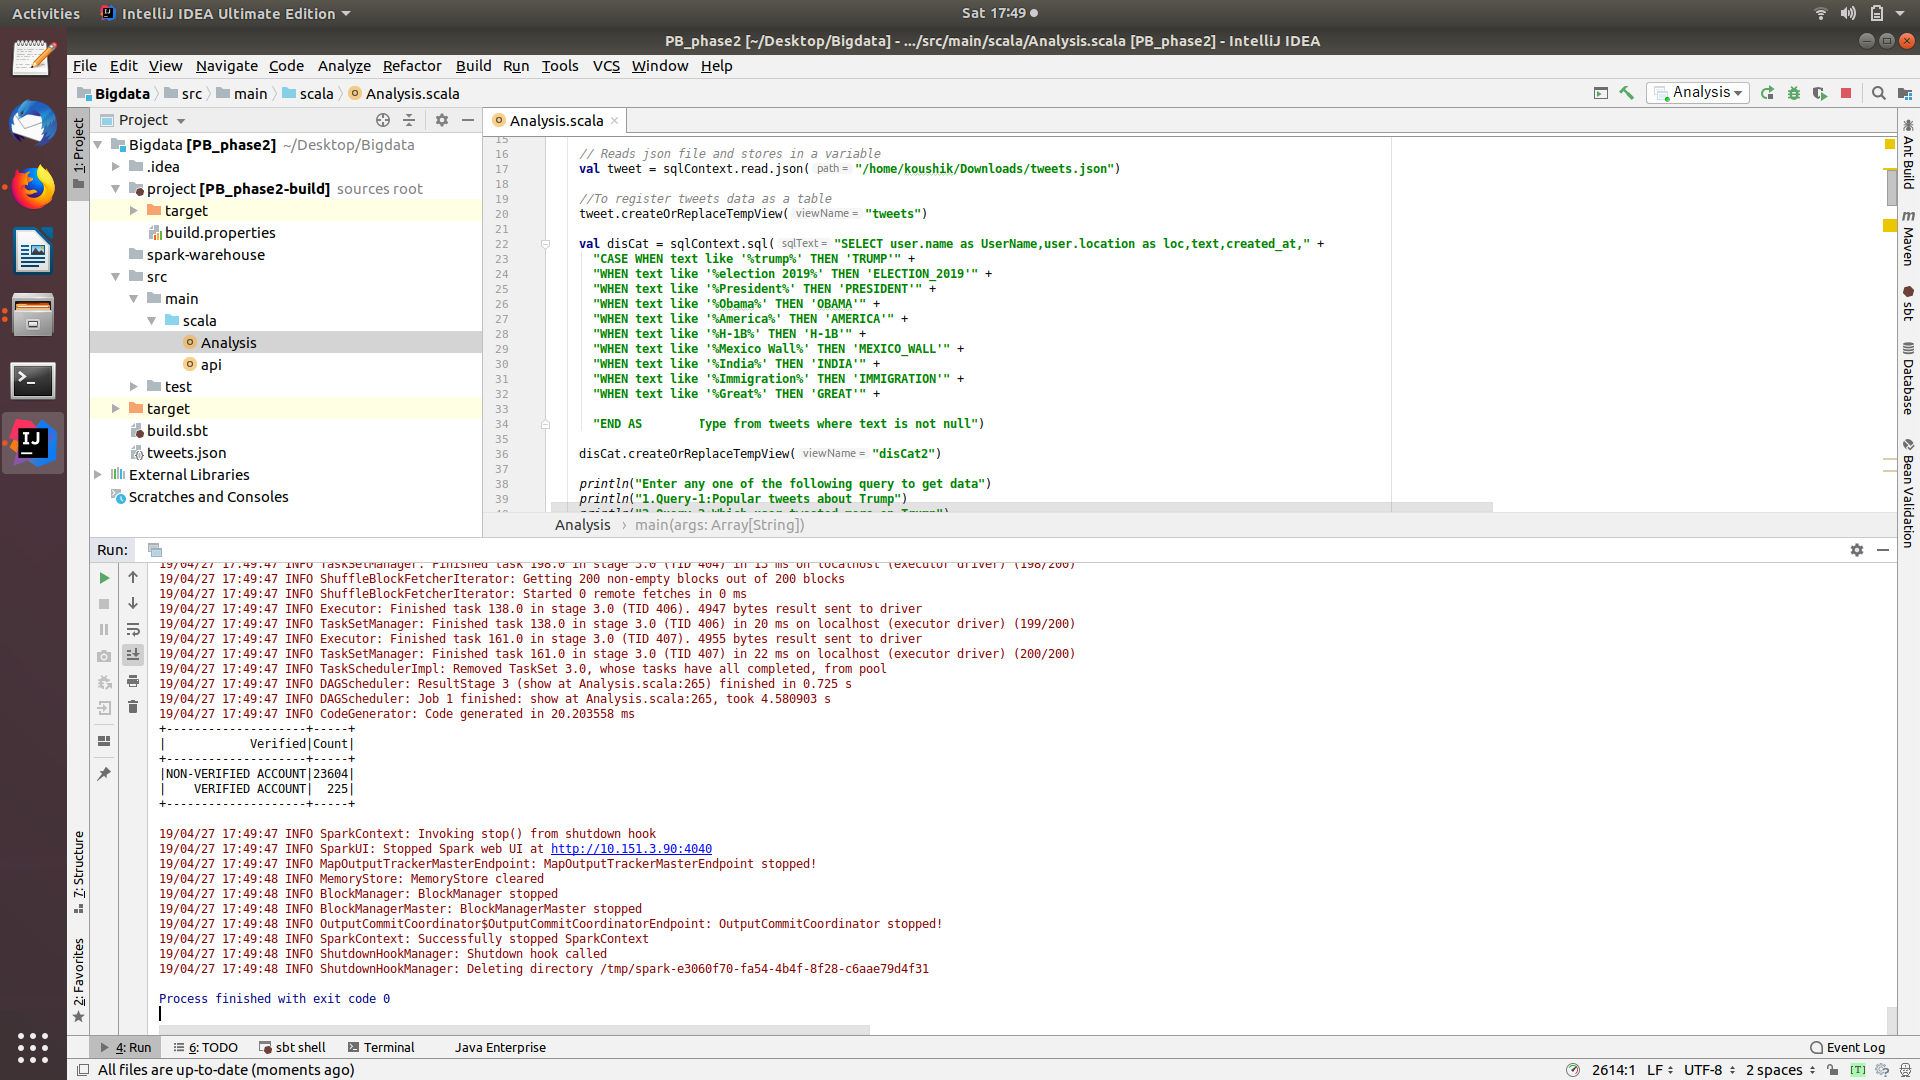 Activities IntelliJ IDEA Ultimate Edition Sat 17:49
PB_phase2 [~/Desktop/Bigdata] - .../src/main/scala/Analysis.scala [PB_phase2] - IntelliJ IDEA
File Edit View Navigate Code Analyze Refactor Build Run Tools VCS Window Help
Bigdata src main scala Analysis.scala Analysis
Project Analysis.scala
Bigdata [PB_phase2] ~/Desktop/Bigdata
.idea
project [PB_phase2-build] sources root
target
build.properties
spark-warehouse
src
main
scala
Analysis
api
test
target
build.sbt
tweets.json
External Libraries
Scratches and Consoles
1: Project
7: Structure
2: Favorites
15
16 // Reads json file and stores in a variable
17 val tweet = sqlContext.read.json( path = "/home/koushik/Downloads/tweets.json")
18
19 //To register tweets data as a table
20 tweet.createOrReplaceTempView( viewName = "tweets")
21
22 val disCat = sqlContext.sql( sqlText = "SELECT user.name as UserName,user.location as loc,text,created_at," +
23 "CASE WHEN text like '%trump%' THEN 'TRUMP'" +
24 "WHEN text like '%election 2019%' THEN 'ELECTION_2019'" +
25 "WHEN text like '%President%' THEN 'PRESIDENT'" +
26 "WHEN text like '%Obama%' THEN 'OBAMA'" +
27 "WHEN text like '%America%' THEN 'AMERICA'" +
28 "WHEN text like '%H-1B%' THEN 'H-1B'" +
29 "WHEN text like '%Mexico Wall%' THEN 'MEXICO_WALL'" +
30 "WHEN text like '%India%' THEN 'INDIA'" +
31 "WHEN text like '%Immigration%' THEN 'IMMIGRATION'" +
32 "WHEN text like '%Great%' THEN 'GREAT'" +
33
34 "END AS Type from tweets where text is not null")
35
36 disCat.createOrReplaceTempView( viewName = "disCat2")
37
38 println("Enter any one of the following query to get data")
39 println("1.Query-1:Popular tweets about Trump")
Analysis main(args: Array[String])
Ant Build
Maven
sbt
Database
Bean Validation
Run:
19/04/27 17:49:47 INFO TaskSetManager: Finished task 198.0 in stage 3.0 (TID 404) in 13 ms on localhost (executor driver) (198/200)
19/04/27 17:49:47 INFO ShuffleBlockFetcherIterator: Getting 200 non-empty blocks out of 200 blocks
19/04/27 17:49:47 INFO ShuffleBlockFetcherIterator: Started 0 remote fetches in 0 ms
19/04/27 17:49:47 INFO Executor: Finished task 138.0 in stage 3.0 (TID 406). 4947 bytes result sent to driver
19/04/27 17:49:47 INFO TaskSetManager: Finished task 138.0 in stage 3.0 (TID 406) in 20 ms on localhost (executor driver) (199/200)
19/04/27 17:49:47 INFO Executor: Finished task 161.0 in stage 3.0 (TID 407). 4955 bytes result sent to driver
19/04/27 17:49:47 INFO TaskSetManager: Finished task 161.0 in stage 3.0 (TID 407) in 22 ms on localhost (executor driver) (200/200)
19/04/27 17:49:47 INFO TaskSchedulerImpl: Removed TaskSet 3.0, whose tasks have all completed, from pool
19/04/27 17:49:47 INFO DAGScheduler: ResultStage 3 (show at Analysis.scala:265) finished in 0.725 s
19/04/27 17:49:47 INFO DAGScheduler: Job 1 finished: show at Analysis.scala:265, took 4.580903 s
19/04/27 17:49:47 INFO CodeGenerator: Code generated in 20.203558 ms
+--------------------+-----+
| Verified|Count|
+--------------------+-----+
|NON-VERIFIED ACCOUNT|23604|
| VERIFIED ACCOUNT| 225|
+--------------------+-----+
19/04/27 17:49:47 INFO SparkContext: Invoking stop() from shutdown hook
19/04/27 17:49:47 INFO SparkUI: Stopped Spark web UI at http://10.151.3.90:4040
19/04/27 17:49:47 INFO MapOutputTrackerMasterEndpoint: MapOutputTrackerMasterEndpoint stopped!
19/04/27 17:49:48 INFO MemoryStore: MemoryStore cleared
19/04/27 17:49:48 INFO BlockManager: BlockManager stopped
19/04/27 17:49:48 INFO BlockManagerMaster: BlockManagerMaster stopped
19/04/27 17:49:48 INFO OutputCommitCoordinator$OutputCommitCoordinatorEndpoint: OutputCommitCoordinator stopped!
19/04/27 17:49:48 INFO SparkContext: Successfully stopped SparkContext
19/04/27 17:49:48 INFO ShutdownHookManager: Shutdown hook called
19/04/27 17:49:48 INFO ShutdownHookManager: Deleting directory /tmp/spark-e3060f70-fa54-4b4f-8f28-c6aae79d4f31
Process finished with exit code 0
4: Run 6: TODO sbt shell Terminal Java Enterprise Event Log
All files are up-to-date (moments ago) 2614:1 LF UTF-8 2 spaces [T]